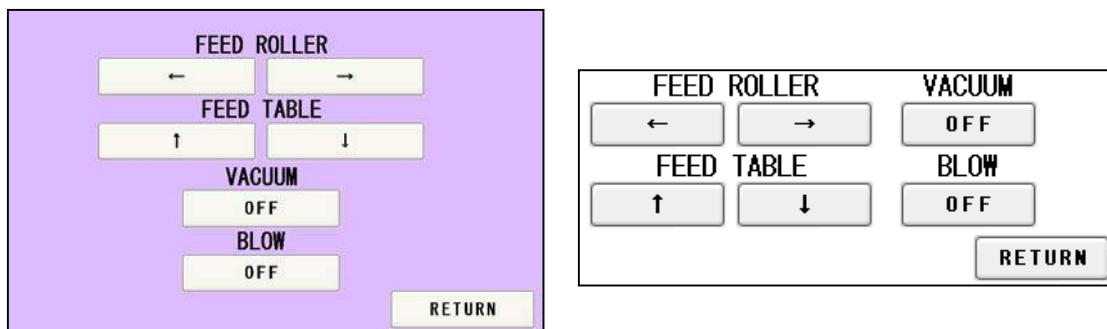 FEED ROLLER
← →
FEED TABLE
↑ ↓
VACUUM
OFF
BLOW
OFF
RETURN
FEED ROLLER VACUUM
← → OFF
FEED TABLE BLOW
↑ ↓ OFF
RETURN